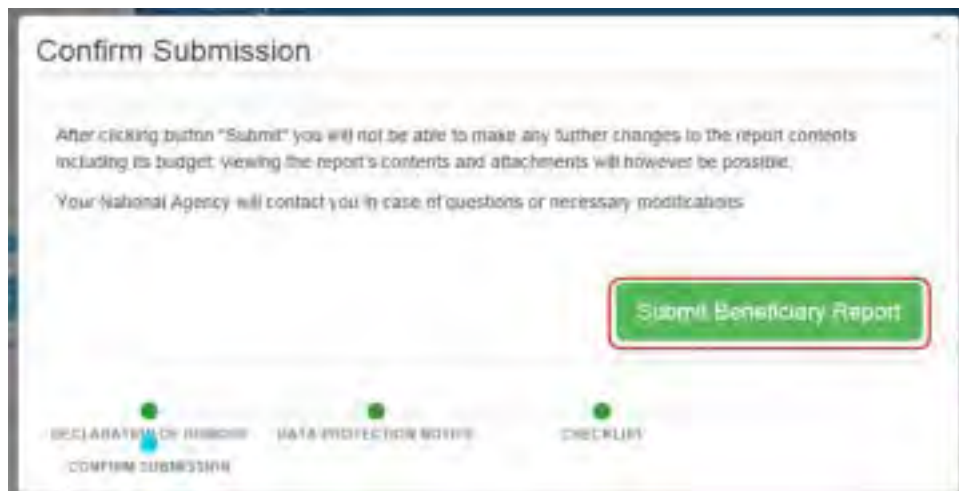 Confirm Submission
After clicking button "Submit" you will not be able to make any further changes to the report contents
including its budget, viewing the report's contents and attachments will however be possible.
Your National Agency will contact you in case of questions or necessary modifications
Submit Beneficiary Report
DECLARATION OF HONOUR DATA PROTECTION NOTICE CHECKLIST
CONFIRM SUBMISSION